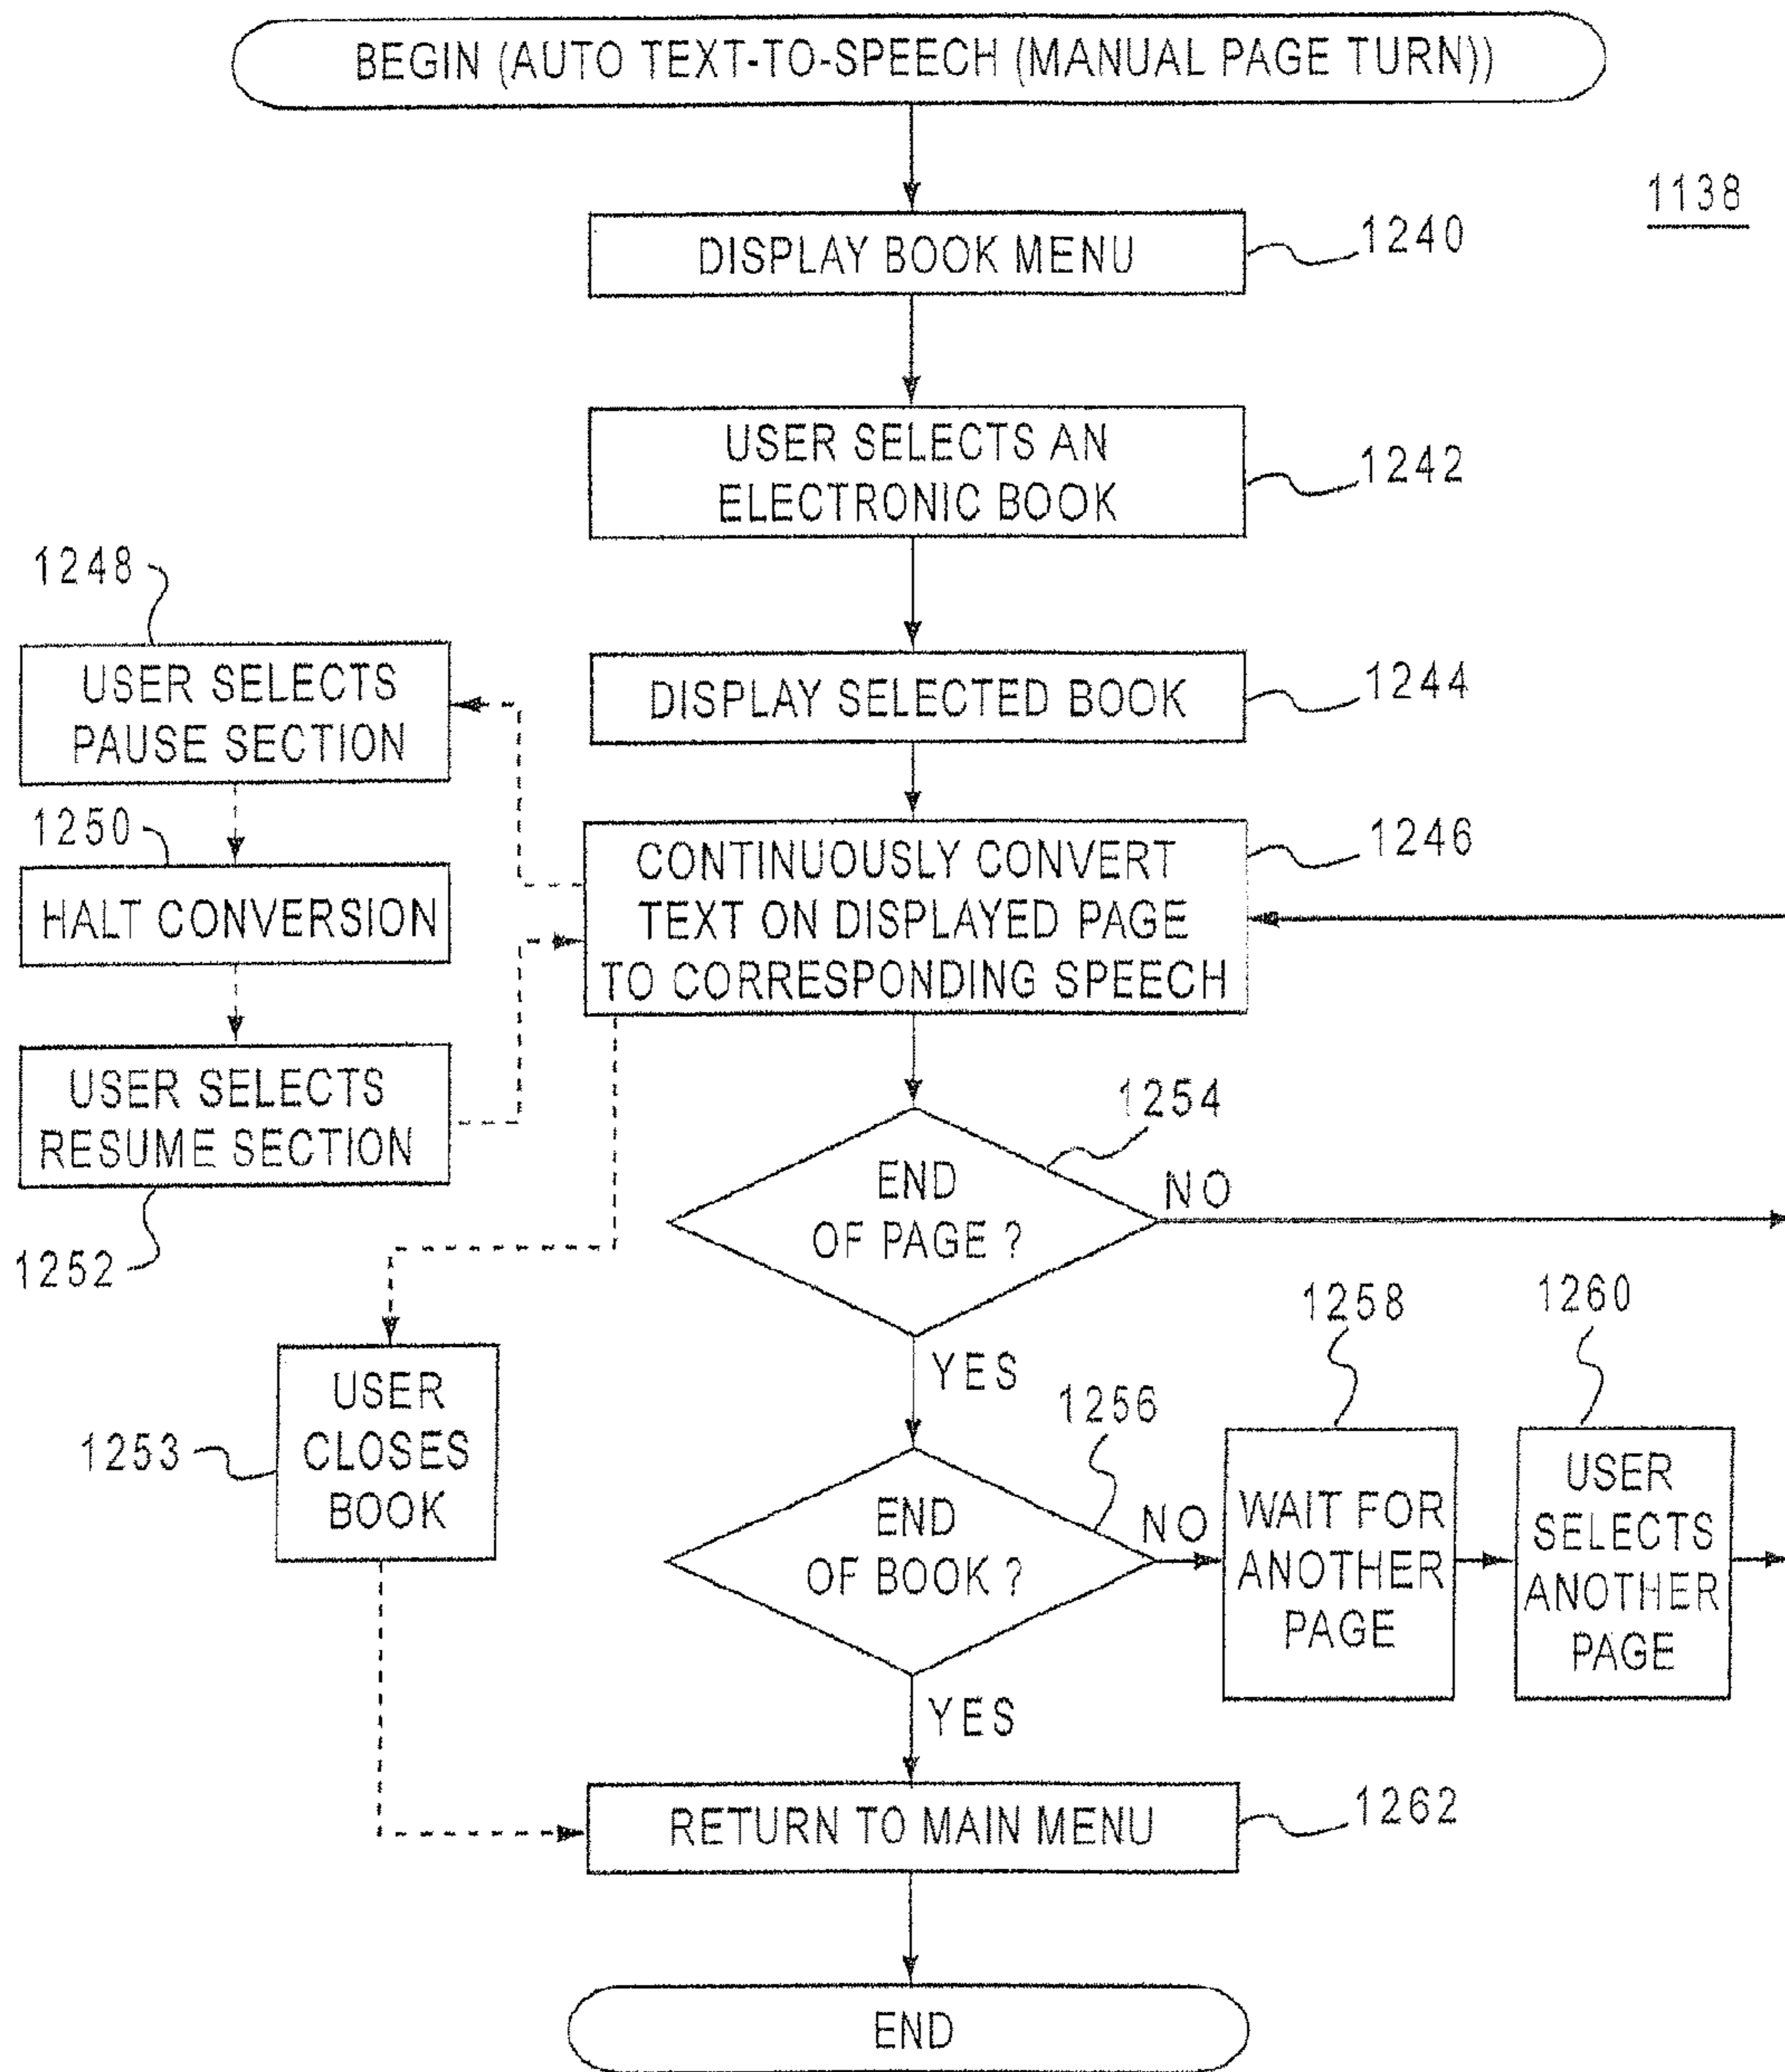 BEGIN (AUTO TEXT-TO-SPEECH (MANUAL PAGE TURN))
1138
DISPLAY BOOK MENU
1240
USER SELECTS AN
ELECTRONIC BOOK
1242
DISPLAY SELECTED BOOK
1244
1248
USER SELECTS
PAUSE SECTION
1250
HALT CONVERSION
USER SELECTS
RESUME SECTION
1252
CONTINUOUSLY CONVERT
TEXT ON DISPLAYED PAGE
TO CORRESPONDING SPEECH
1246
END
OF PAGE ?
1254
NO
YES
1253
USER
CLOSES
BOOK
END
OF BOOK ?
1256
NO
1258
WAIT FOR
ANOTHER
PAGE
1260
USER
SELECTS
ANOTHER
PAGE
YES
RETURN TO MAIN MENU
1262
END